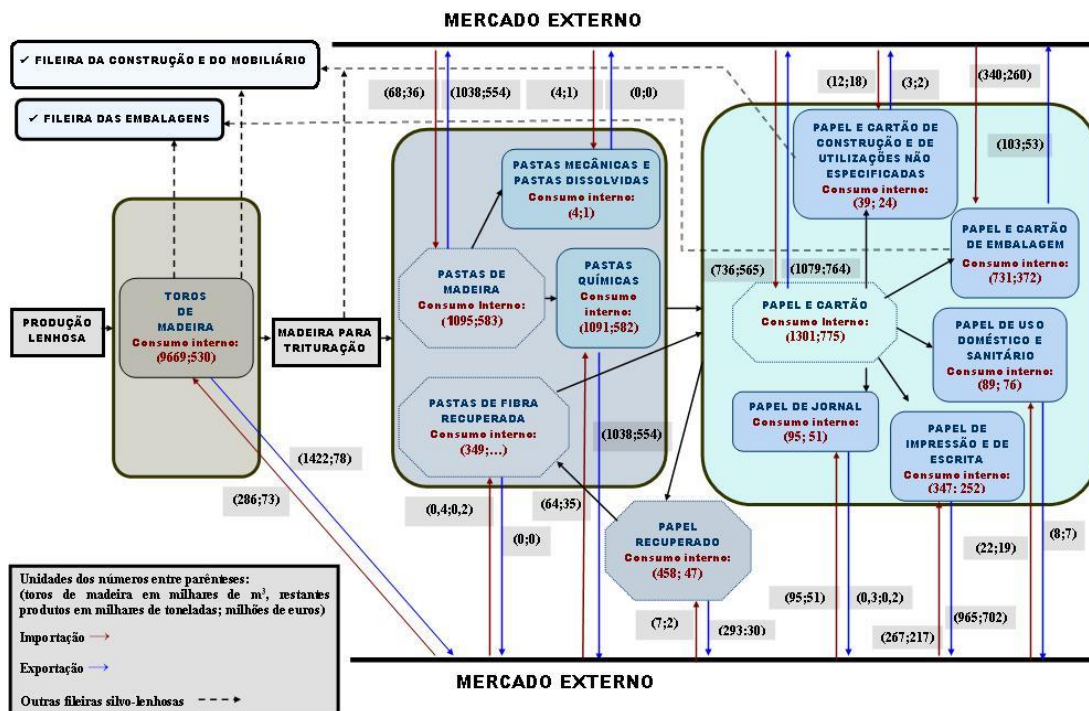 MERCADO EXTERNO
✓ FILEIRA DA CONSTRUÇÃO E DO MOBILIÁRIO
✓ FILEIRA DAS EMBALAGENS
(68;36)
(1038;554)
(4;1)
(0;0)
(12;18)
(3;2)
(340;260)
(103;53)
PASTAS MECÂNICAS E
PASTAS DISSOLVIDAS
Consumo interno:
(4;1)
PAPEL E CARTÃO DE
CONSTRUÇÃO E DE
UTILIZAÇÕES NÃO
ESPECIFICADAS
Consumo interno:
(39; 24)
PAPEL E CARTÃO
DE EMBALAGEM
Consumo interno:
(731;372)
PRODUÇÃO
LENHOSA
TOROS
DE
MADEIRA
Consumo interno:
(9669;530)
MADEIRA PARA
TRITURAÇÃO
PASTAS DE
MADEIRA
Consumo Interno:
(1095;583)
PASTAS
QUÍMICAS
Consumo
interno:
(1091;582)
(736;565)
(1079;764)
PAPEL E CARTÃO
Consumo Interno:
(1301;775)
PAPEL DE USO
DOMÉSTICO E
SANITÁRIO
Consumo interno:
(89; 76)
PASTAS DE FIBRA
RECUPERADA
Consumo interno:
(349;...)
PAPEL DE JORNAL
Consumo interno:
(95; 51)
PAPEL DE
IMPRESSÃO E DE
ESCRITA
Consumo interno:
(347; 252)
(1038;554)
(1422;78)
(286;73)
(0,4;0,2)
(0;0)
(64;35)
PAPEL
RECUPERADO
Consumo interno:
(458; 47)
(7;2)
(293;30)
(95;51)
(0,3;0,2)
(267;217)
(965;702)
(22;19)
(8;7)
Unidades dos números entre parênteses:
(toros de madeira em milhares de m³, restantes
produtos em milhares de toneladas; milhões de euros)
Importação
Exportação
Outras fileiras silvo-lenhosas
MERCADO EXTERNO